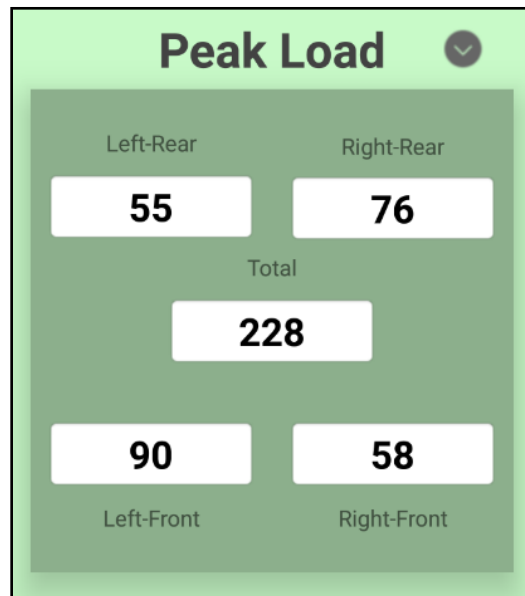 Peak Load
Left-Rear Right-Rear
55 76
Total
228
90 58
Left-Front Right-Front